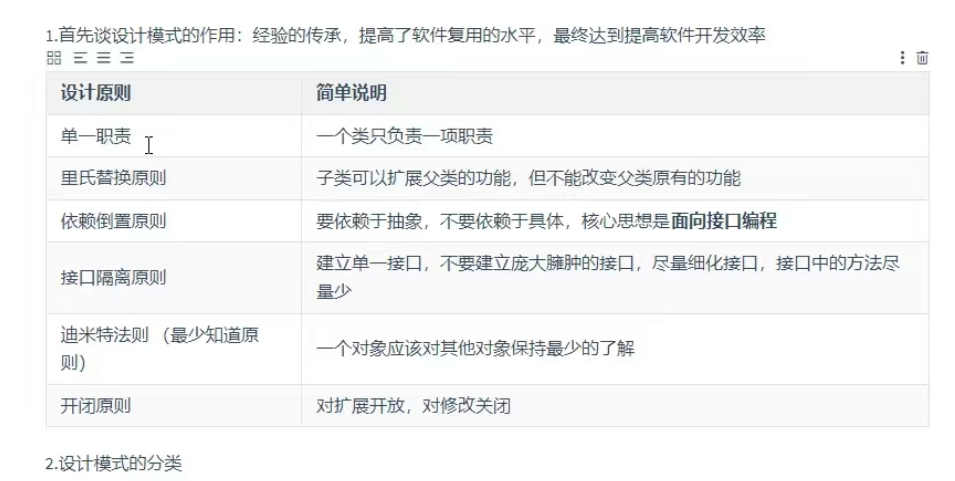 1.首先谈设计模式的作用：经验的传承，提高了软件复用的水平，最终达到提高软件开发效率
设计原则 简单说明
单一职责 一个类只负责一项职责
里氏替换原则 子类可以扩展父类的功能，但不能改变父类原有的功能
依赖倒置原则 要依赖于抽象，不要依赖于具体，核心思想是面向接口编程
接口隔离原则 建立单一接口，不要建立庞大臃肿的接口，尽量细化接口，接口中的方法尽
量少
迪米特法则 （最少知道原
则） 一个对象应该对其他对象保持最少的了解
开闭原则 对扩展开放，对修改关闭
2.设计模式的分类